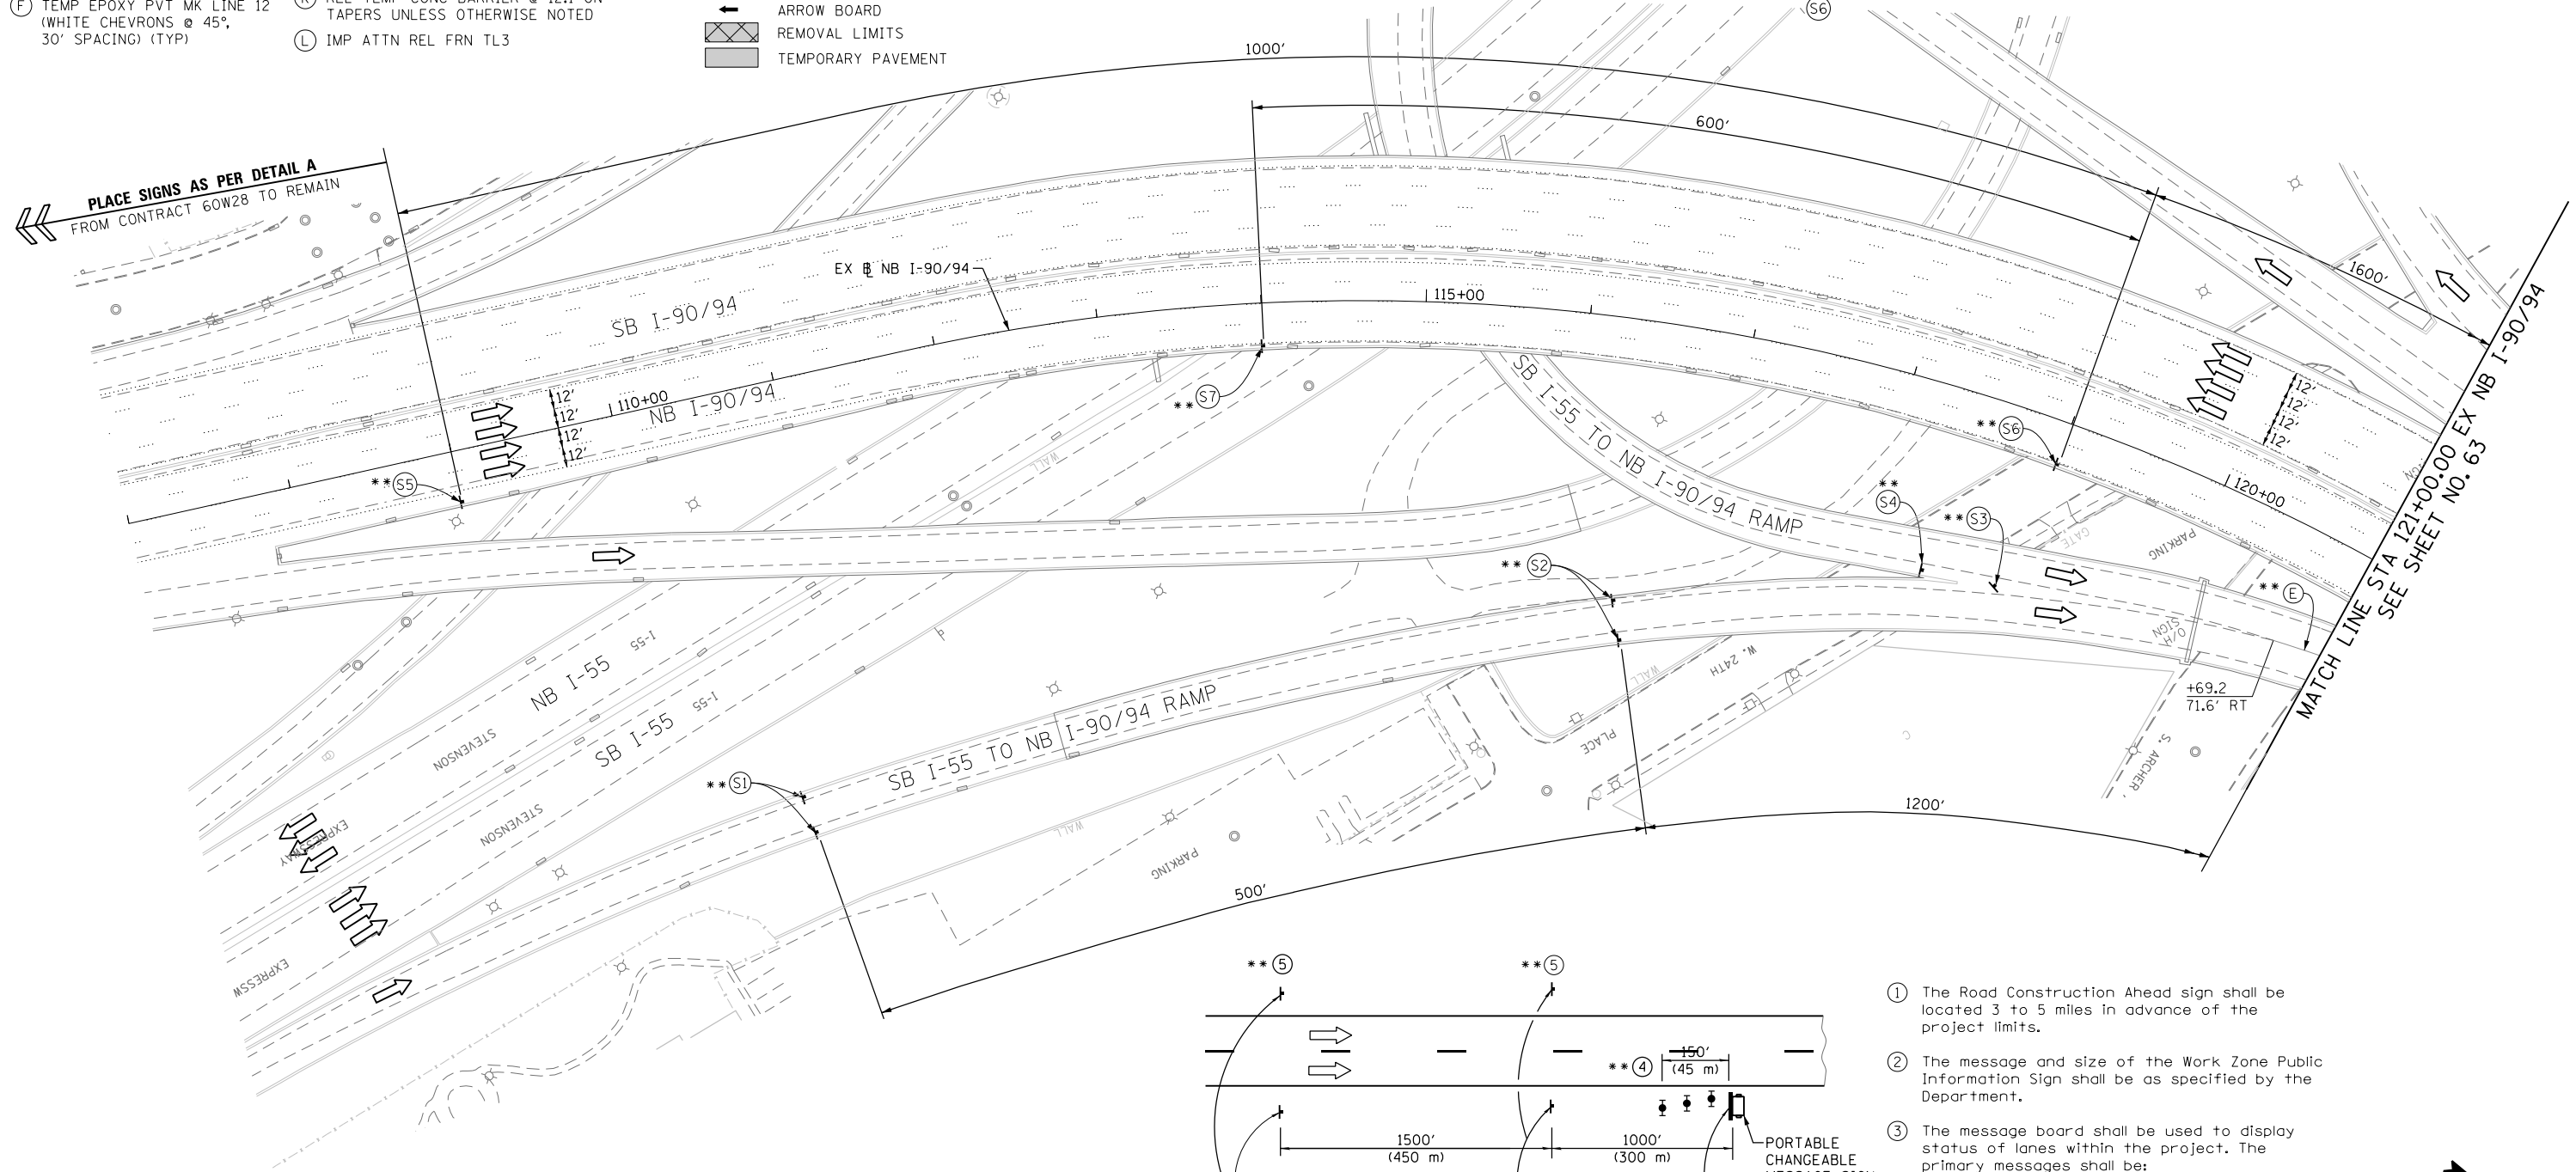 F TEMP EPOXY PVT MK LINE 12
(WHITE CHEVRONS @ 45°,
30' SPACING) (TYP)
TAPERS UNLESS OTHERWISE NOTED
L IMP ATTN REL FRN TL3
ARROW BOARD
REMOVAL LIMITS
TEMPORARY PAVEMENT
S6
1000'
600'
1600'
PLACE SIGNS AS PER DETAIL A
FROM CONTRACT 60W28 TO REMAIN
EX ⅊ NB I-90/94
115+00
SB I-90/94
NB I-90/94
110+00
12'
12'
12'
12'
12'
12'
12'
12'
**S5
**S7
**S6
**
S4
**S3
**S2
**E
120+00
SB I-55 TO NB I-90/94 RAMP
GATE
PARKING
WALL
MATCH LINE STA 121+00.00 EX NB I-90/94
SEE SHEET NO. 63
O/H
SIGN
+69.2
71.6' RT
NB I-55
I-55
SB I-55
I-55
STEVENSON
STEVENSON
EXPRESSWAY
EXPRESSW
**S1
SB I-55 TO NB I-90/94 RAMP
WALL
W. 24TH
PLACE
WALL
PARKING
S. ARCHER
C
500'
1200'
**5
**5
**4
150'
(45 m)
1500'
(450 m)
1000'
(300 m)
PORTABLE
CHANGEABLE
1 The Road Construction Ahead sign shall be
located 3 to 5 miles in advance of the
project limits.
2 The message and size of the Work Zone Public
Information Sign shall be as specified by the
Department.
3 The message board shall be used to display
status of lanes within the project. The
primary messages shall be: